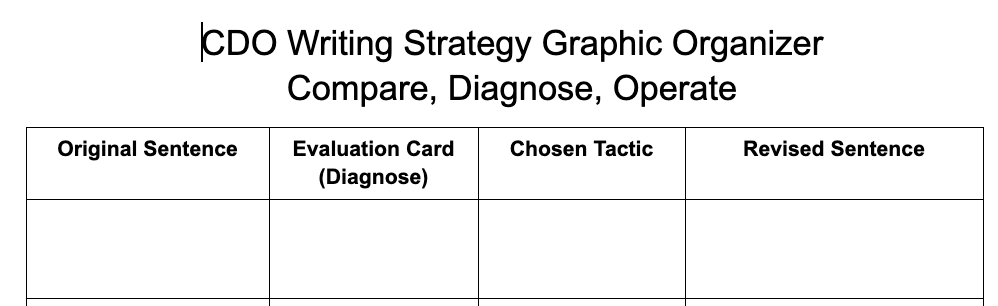 CDO Writing Strategy Graphic Organizer
Compare, Diagnose, Operate
Original Sentence
Evaluation Card
(Diagnose)
Chosen Tactic
Revised Sentence